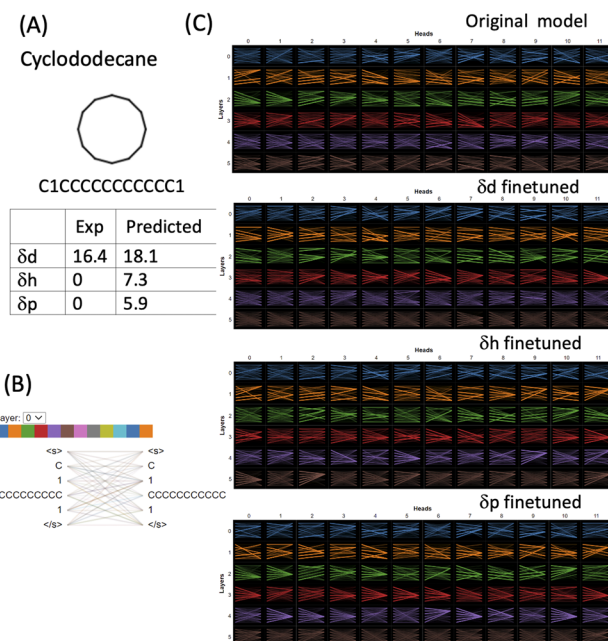 (A)
Cyclododecane
C1CCCCCCCCCCC1
Exp Predicted
δd 16.4 18.1
δh 0 7.3
δp 0 5.9
(B)
ayer: 0
<s> <s>
C C
1 1
CCCCCCCCCC CCCCCCCCCCC
1 1
</s> </s>
(C)
Original model
Heads
0 1 2 3 4 5 6 7 8 9 10 11
Layers
0
1
2
3
4
5
δd finetuned
Heads
0 1 2 3 4 5 6 7 8 9 10 11
Layers
0
1
2
3
4
5
δh finetuned
Heads
0 1 2 3 4 5 6 7 8 9 10 11
Layers
0
1
2
3
4
5
δp finetuned
Heads
0 1 2 3 4 5 6 7 8 9 10 11
Layers
0
1
2
3
4
5